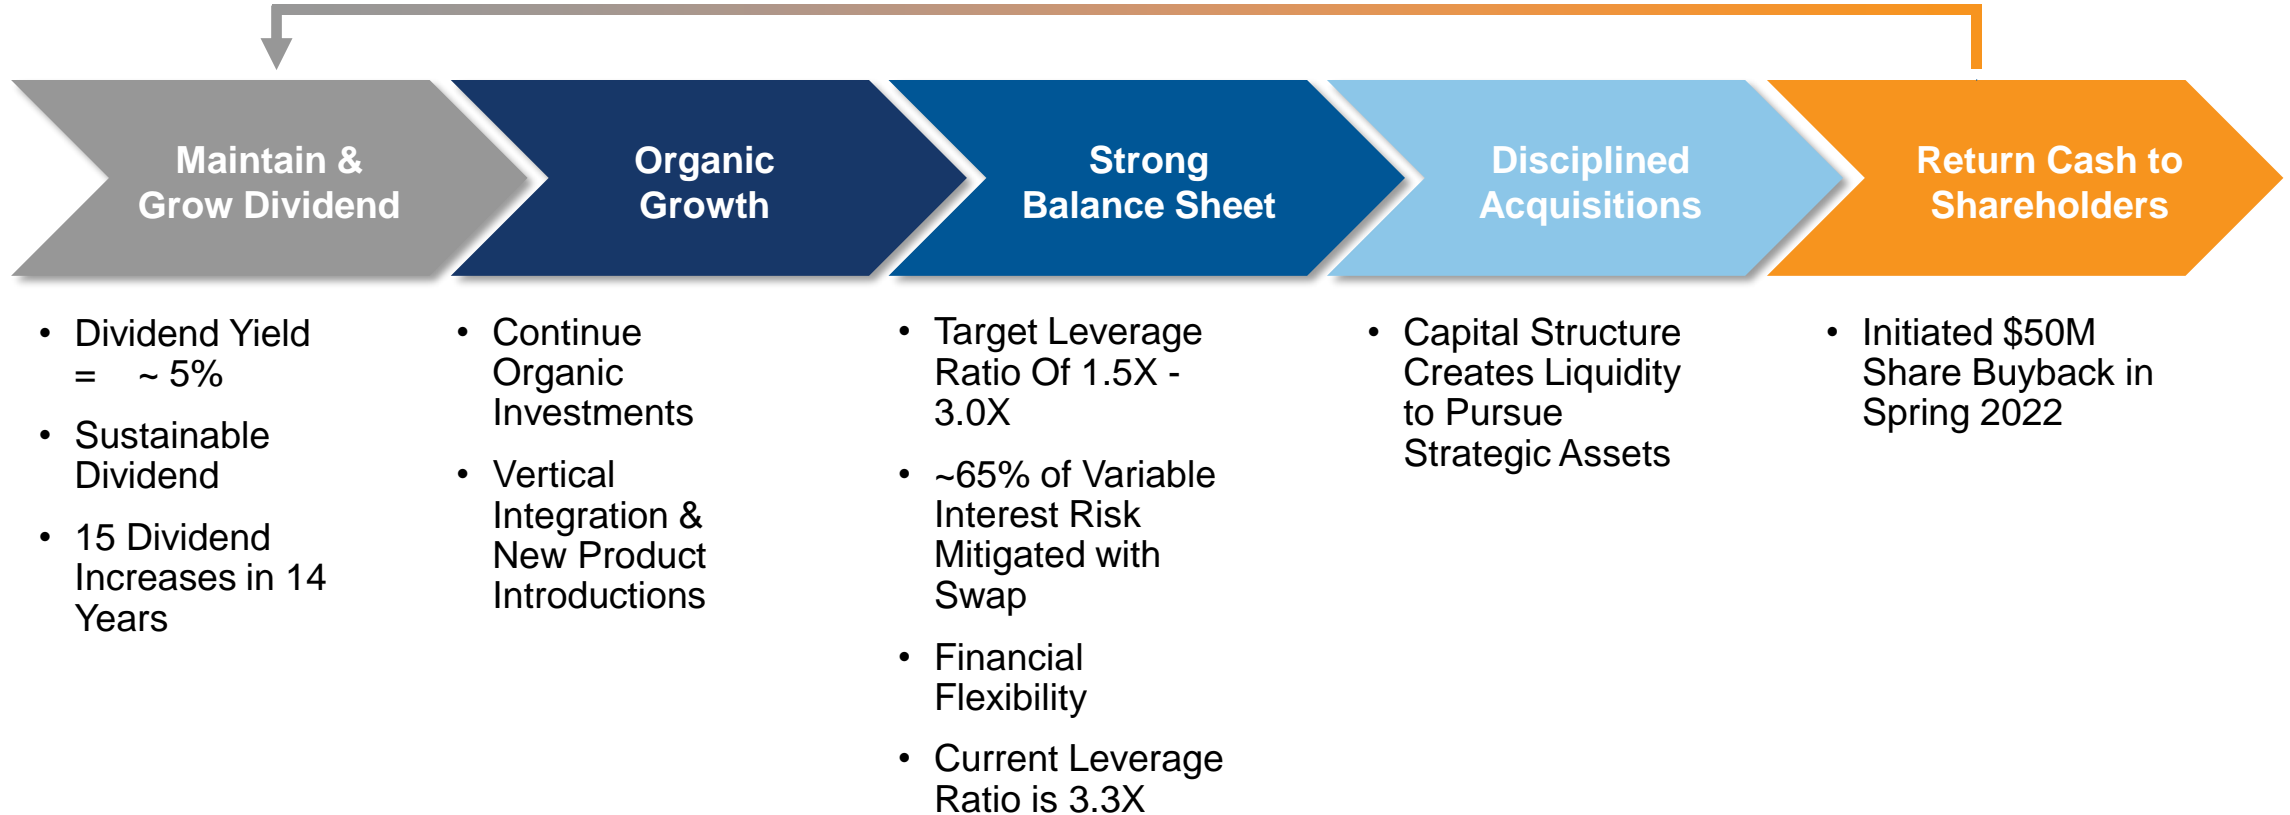 Maintain &
Grow Dividend
Organic
Growth
Strong
Balance Sheet
Disciplined
Acquisitions
Return Cash to
Shareholders
• Dividend Yield
= ~ 5%
• Sustainable
Dividend
• 15 Dividend
Increases in 14
Years
• Continue
Organic
Investments
• Vertical
Integration &
New Product
Introductions
• Target Leverage
Ratio Of 1.5X -
3.0X
• ~65% of Variable
Interest Risk
Mitigated with
Swap
• Financial
Flexibility
• Current Leverage
Ratio is 3.3X
• Capital Structure
Creates Liquidity
to Pursue
Strategic Assets
• Initiated $50M
Share Buyback in
Spring 2022